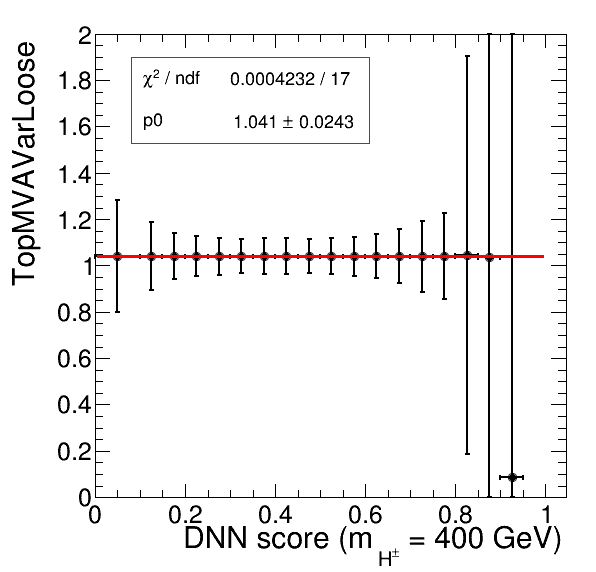 TopMVAVarLoose
2
1.8
1.6
1.4
1.2
1
0.8
0.6
0.4
0.2
0
χ² / ndf 0.0004232 / 17
p0 1.041 ± 0.0243
0 0.2 0.4 0.6 0.8 1
DNN score (m_H± = 400 GeV)